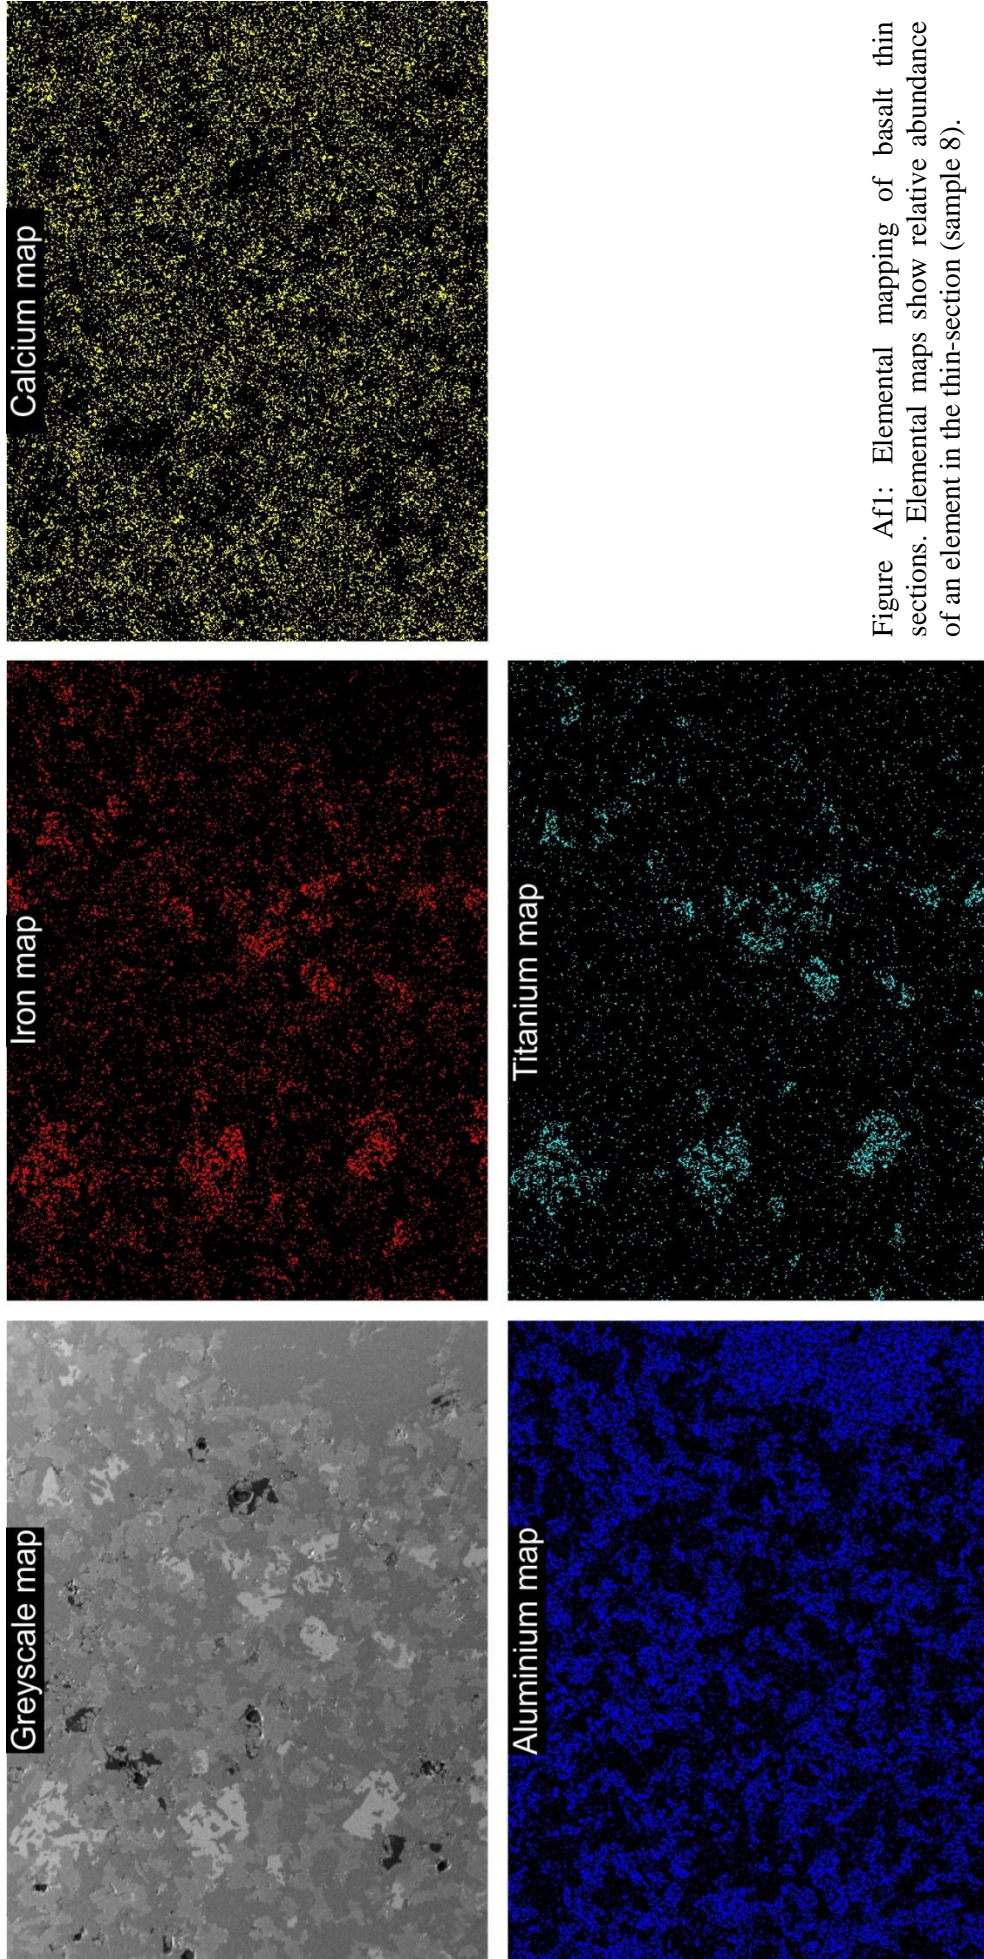 Greyscale map
Iron map
Calcium map
Aluminium map
Titanium map
Figure Af1: Elemental mapping of basalt thin
sections. Elemental maps show relative abundance
of an element in the thin-section (sample 8).